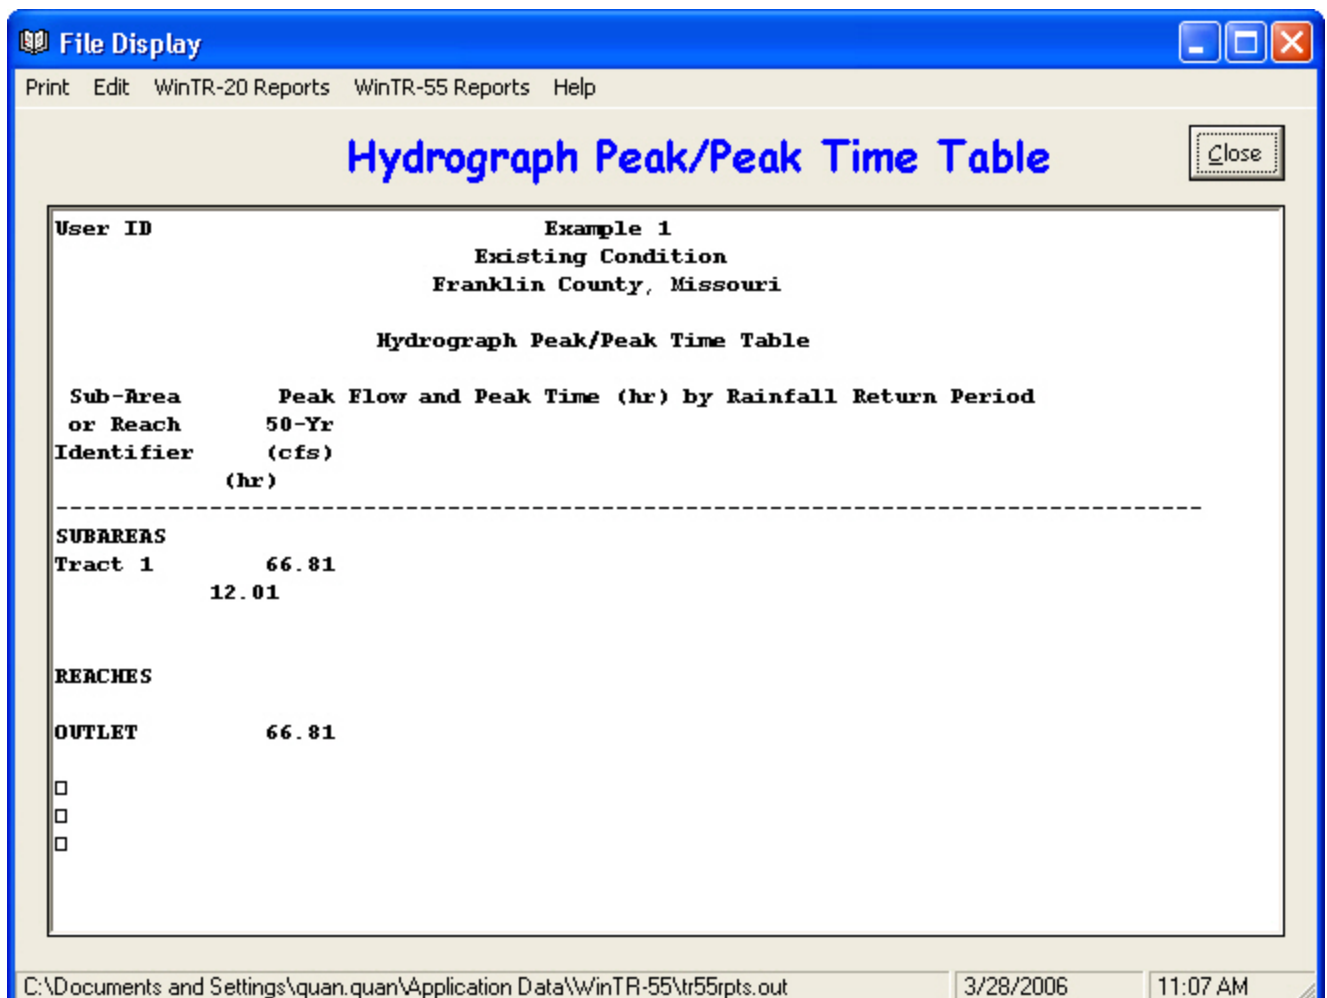 File Display
Print Edit WinTR-20 Reports WinTR-55 Reports Help
Hydrograph Peak/Peak Time Table
Close
User ID Example 1
Existing Condition
Franklin County, Missouri
Hydrograph Peak/Peak Time Table
Sub-Area Peak Flow and Peak Time (hr) by Rainfall Return Period
or Reach 50-Yr
Identifier (cfs)
(hr)
--------------------------------------------------------------------------------
SUBAREAS
Tract 1 66.81
12.01
REACHES
OUTLET 66.81
C:\Documents and Settings\quan.quan\Application Data\WinTR-55\tr55rpts.out 3/28/2006 11:07 AM